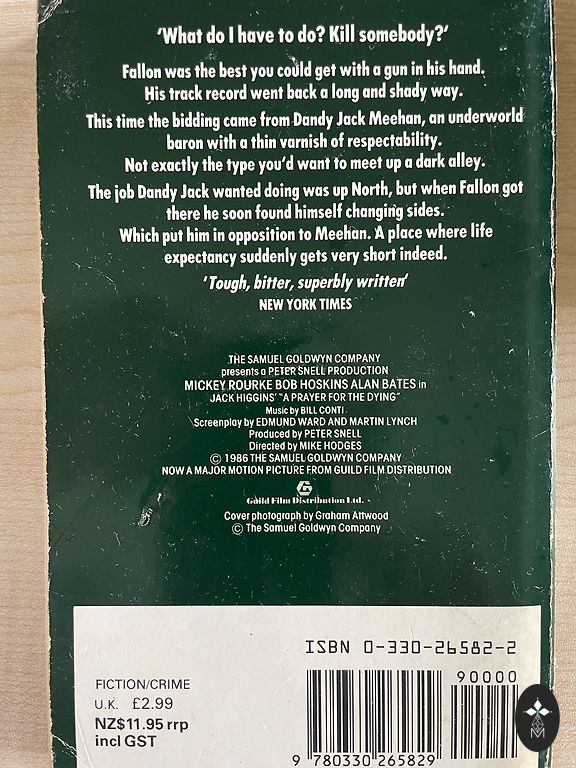 'What do I have to do? Kill somebody?'
Fallon was the best you could get with a gun in his hand.
His track record went back a long and shady way.
This time the bidding came from Dandy Jack Meehan, an underworld
baron with a thin varnish of respectability.
Not exactly the type you'd want to meet up a dark alley.
The job Dandy Jack wanted doing was up North, but when Fallon got
there he soon found himself changing sides.
Which put him in opposition to Meehan. A place where life
expectancy suddenly gets very short indeed.
'Tough, bitter, superbly written'
NEW YORK TIMES
THE SAMUEL GOLDWYN COMPANY
presents a PETER SNELL PRODUCTION
MICKEY ROURKE BOB HOSKINS ALAN BATES in
JACK HIGGINS' "A PRAYER FOR THE DYING"
Music by BILL CONTI
Screenplay by EDMUND WARD AND MARTIN LYNCH
Produced by PETER SNELL
Directed by MIKE HODGES
© 1986 THE SAMUEL GOLDWYN COMPANY
NOW A MAJOR MOTION PICTURE FROM GUILD FILM DISTRIBUTION
G
Guild Film Distribution Ltd.
Cover photograph by Graham Attwood
© The Samuel Goldwyn Company
ISBN 0-330-26582-2
90000
FICTION/CRIME
U.K. £2.99
NZ$11.95 rrp
incl GST
9 780330 265829
M